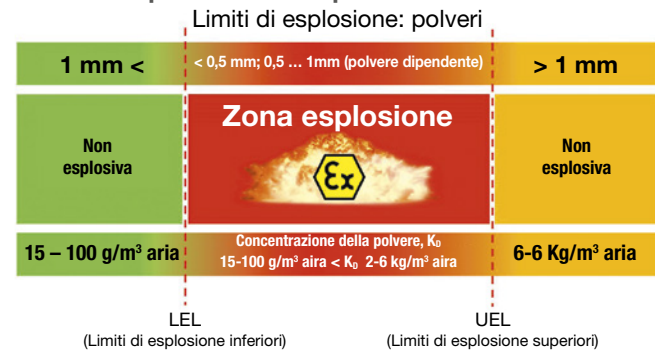 Limiti di esplosione: polveri
1 mm <
< 0,5 mm; 0,5 ... 1mm (polvere dipendente)
> 1 mm
Non
esplosiva
Zona esplosione
Ex
Non
esplosiva
15 – 100 g/m³ aria
Concentrazione della polvere, K_D
15-100 g/m³ aira < K_D 2-6 kg/m³ aira
6-6 Kg/m³ aria
LEL
(Limiti di esplosione inferiori)
UEL
(Limiti di esplosione superiori)